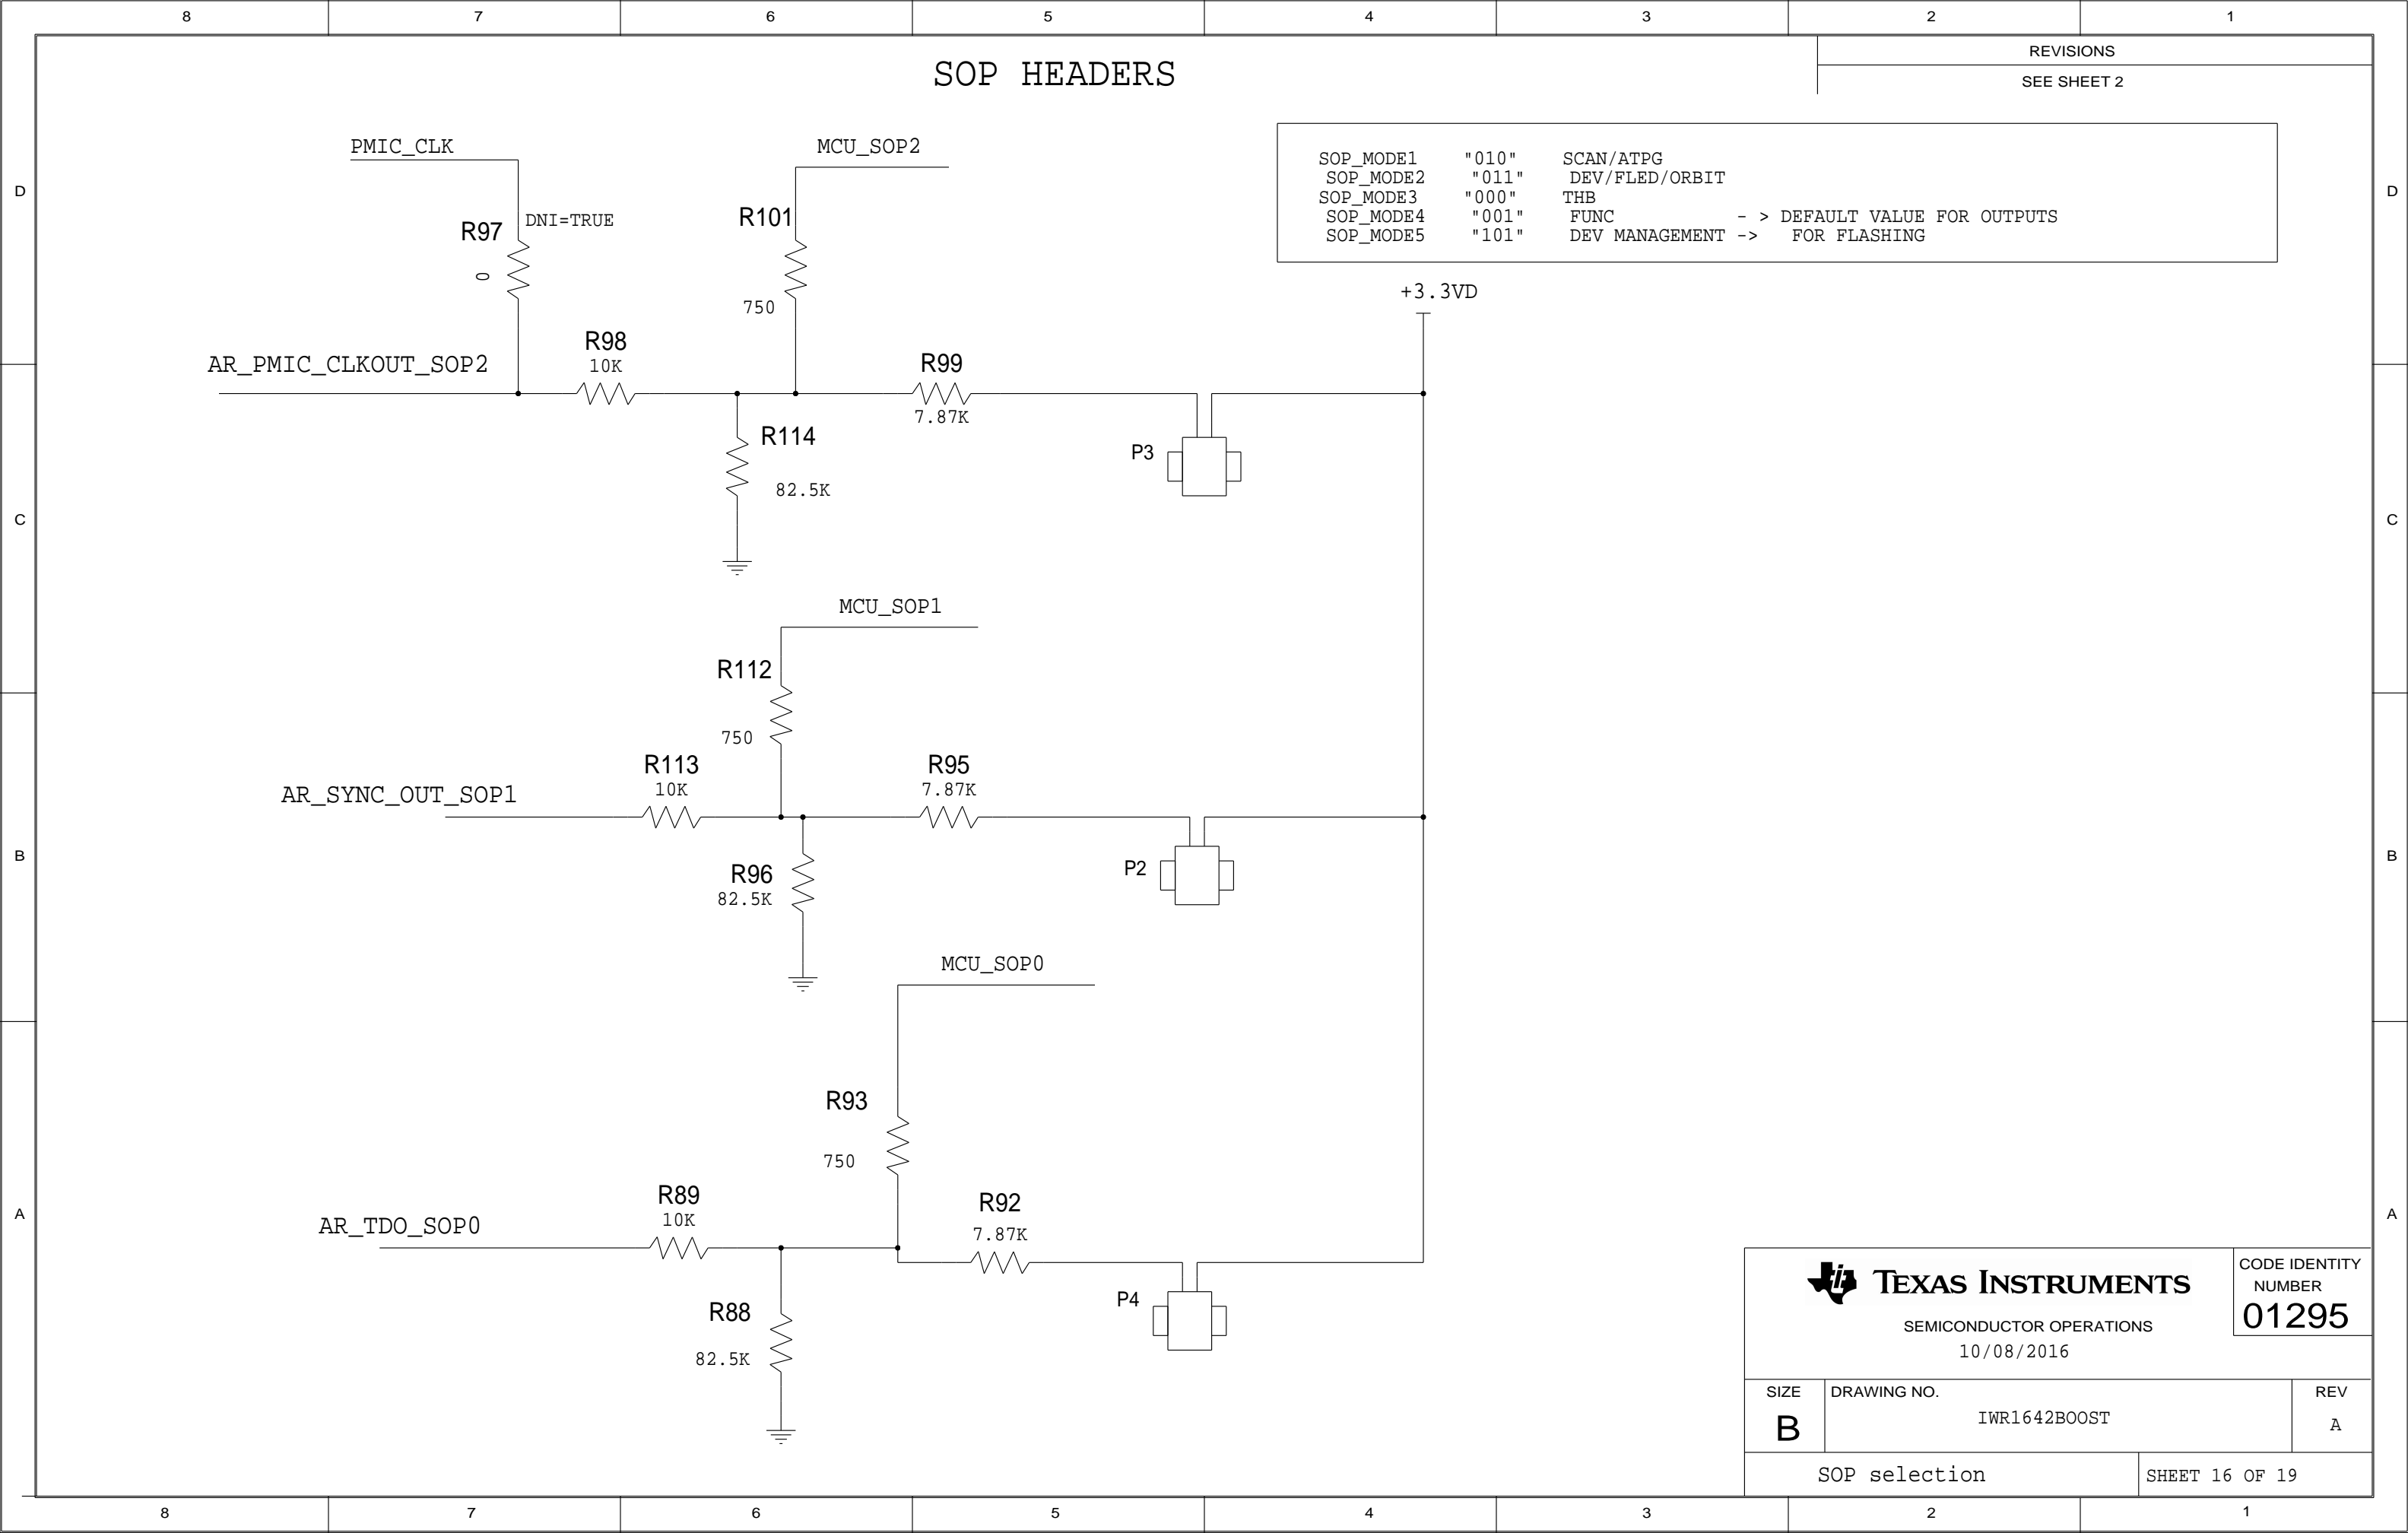 8 7 6 5 4 3 2 1
REVISIONS
SEE SHEET 2
SOP HEADERS
SOP_MODE1 "010" SCAN/ATPG
SOP_MODE2 "011" DEV/FLED/ORBIT
SOP_MODE3 "000" THB
SOP_MODE4 "001" FUNC - > DEFAULT VALUE FOR OUTPUTS
SOP_MODE5 "101" DEV MANAGEMENT -> FOR FLASHING
D
D
PMIC_CLK
MCU_SOP2
R97
DNI=TRUE
0
R101
750
+3.3VD
AR_PMIC_CLKOUT_SOP2
R98
10K
R99
7.87K
R114
82.5K
P3
C
C
MCU_SOP1
R112
750
AR_SYNC_OUT_SOP1
R113
10K
R95
7.87K
R96
82.5K
P2
B
B
MCU_SOP0
R93
750
AR_TDO_SOP0
R89
10K
R92
7.87K
R88
82.5K
P4
A
A
TEXAS INSTRUMENTS
SEMICONDUCTOR OPERATIONS
10/08/2016
CODE IDENTITY
NUMBER
01295
SIZE
B
DRAWING NO.
IWR1642BOOST
REV
A
SOP selection
SHEET 16 OF 19
8 7 6 5 4 3 2 1